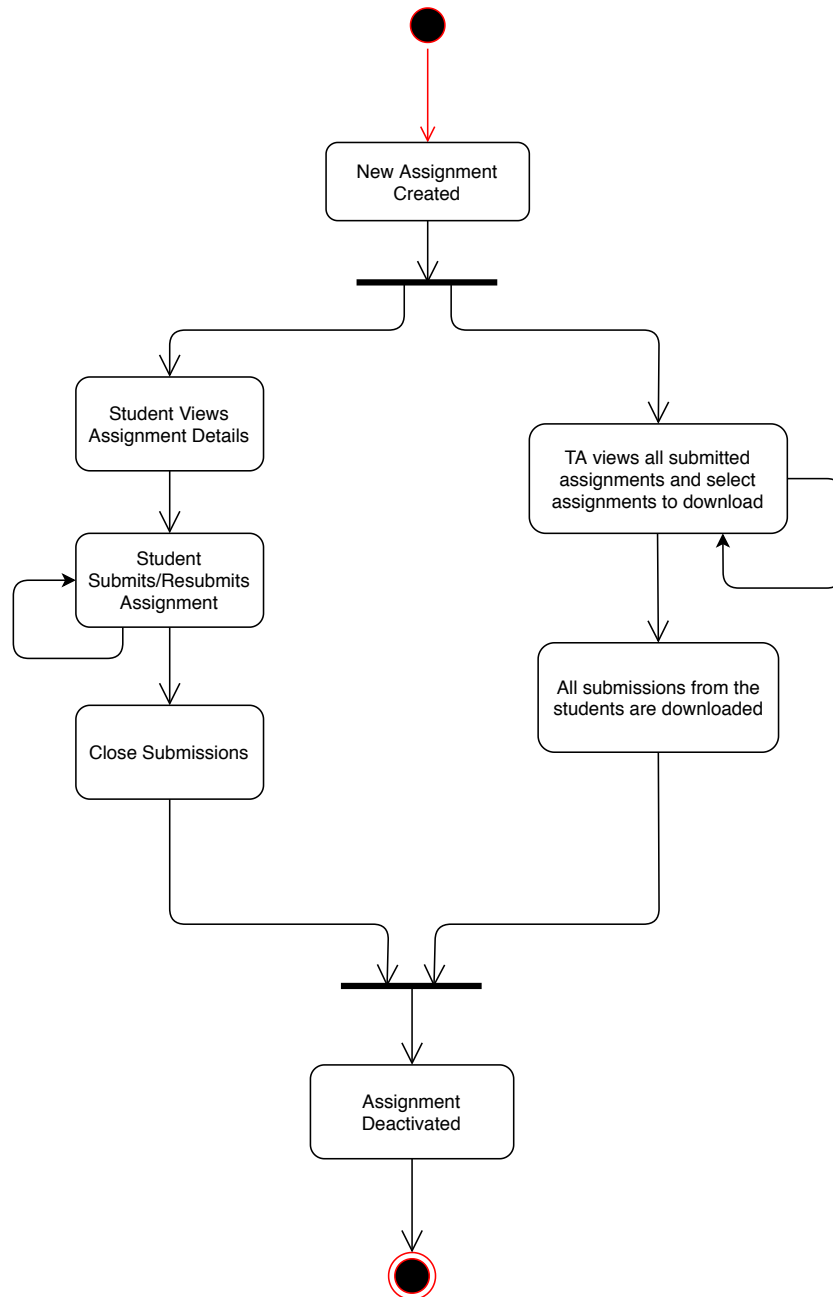 New Assignment
Created
Student Views
Assignment Details
TA views all submitted
assignments and select
assignments to download
Student
Submits/Resubmits
Assignment
All submissions from the
students are downloaded
Close Submissions
Assignment
Deactivated